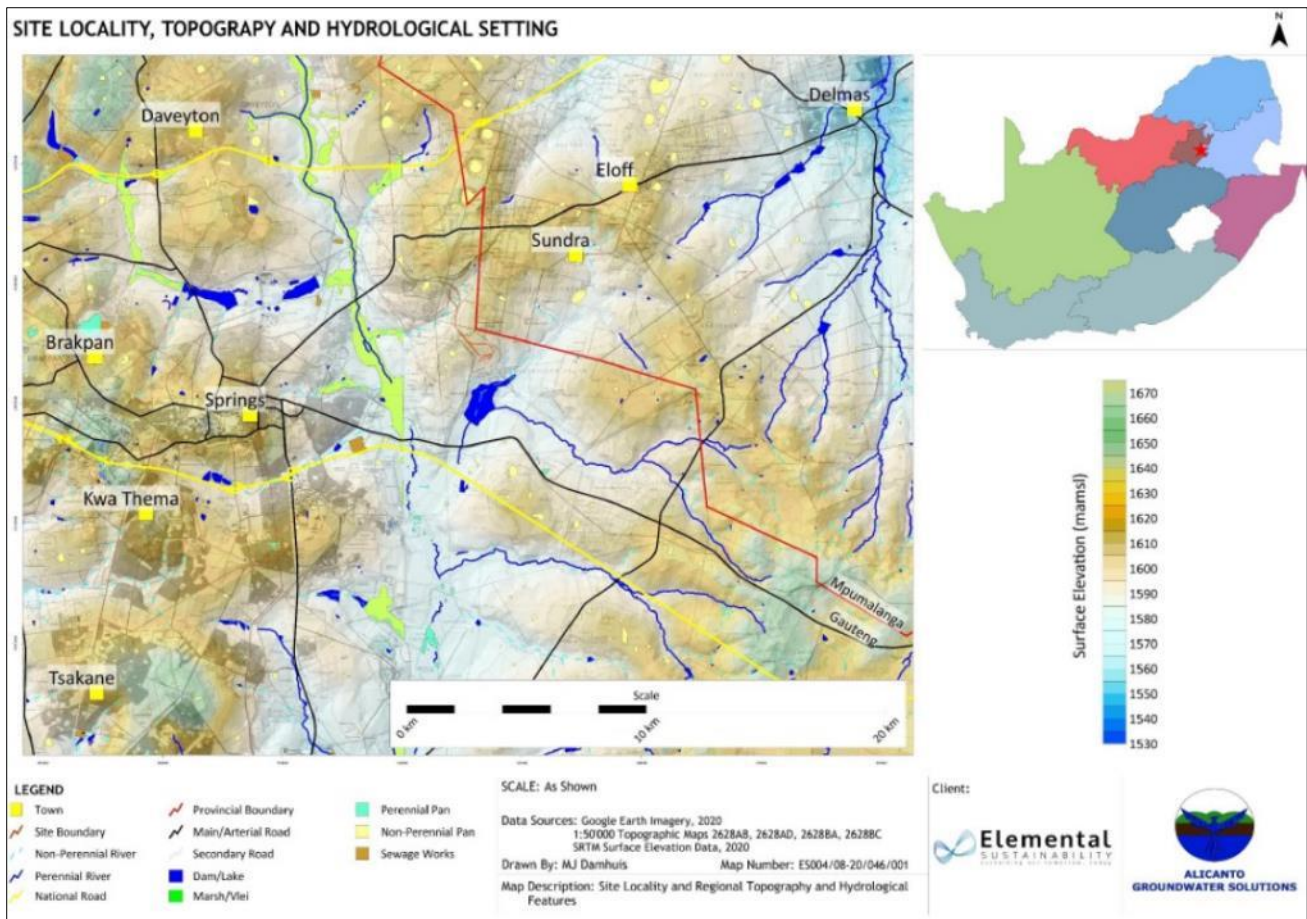 SITE LOCALITY, TOPOGRAPY AND HYDROLOGICAL SETTING
N
Daveyton
Delmas
Eloff
Sundra
Brakpan
Springs
Kwa Thema
Mpumalanga
Gauteng
Tsakane
Scale
0 km
10 km
20 km
Surface Elevation (mamsl)
1670
1660
1650
1640
1630
1620
1610
1600
1590
1580
1570
1560
1550
1540
1530
LEGEND
Town
Site Boundary
Non-Perennial River
Perennial River
National Road
Provincial Boundary
Main/Arterial Road
Secondary Road
Dam/Lake
Marsh/Vlei
Perennial Pan
Non-Perennial Pan
Sewage Works
SCALE: As Shown
Data Sources: Google Earth Imagery, 2020
1:50'000 Topographic Maps 2628AB, 2628AD, 2628BA, 2628BC
SRTM Surface Elevation Data, 2020
Drawn By: MJ Damhuis Map Number: ES004/08-20/046/001
Map Description: Site Locality and Regional Topography and Hydrological
Features
Client:
Elemental
SUSTAINABILITY
ALICANTO
GROUNDWATER SOLUTIONS